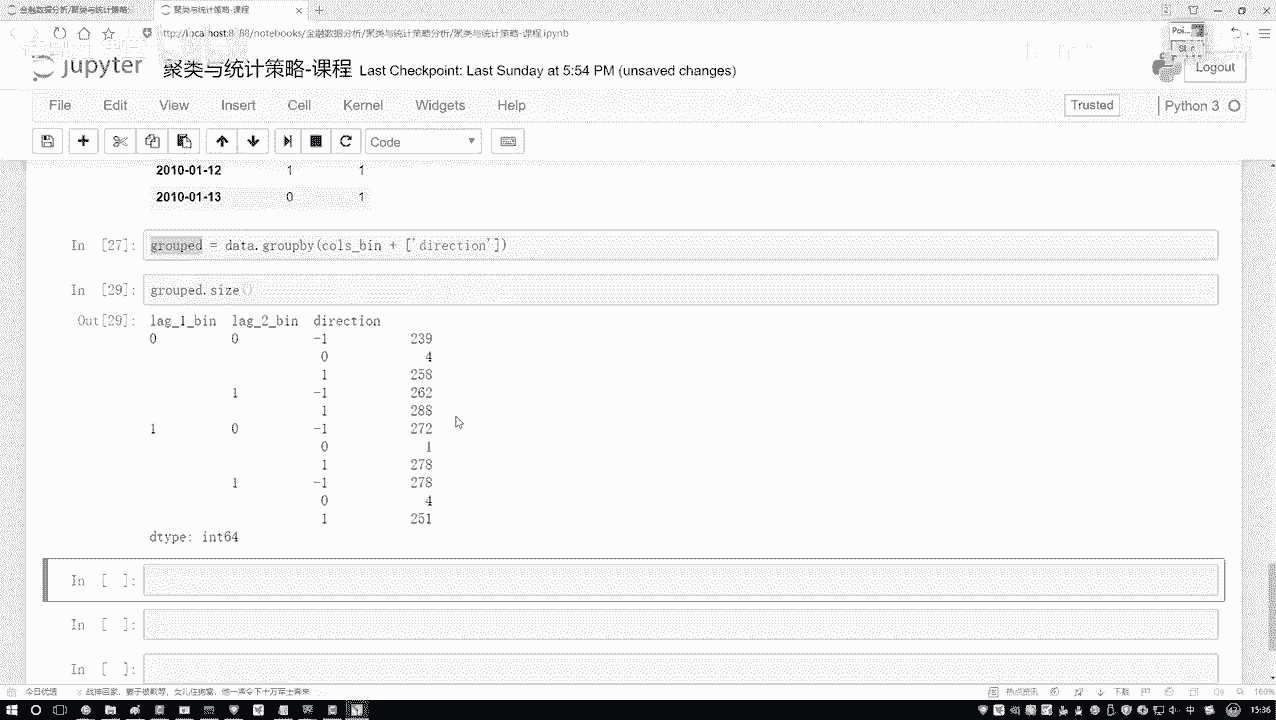 金融数据分析/聚类与统计策略
聚类与统计策略-课程
ttp://localhost:8888/notebooks/金融数据分析/聚类与统计策略分析/聚类与统计策略-课程.ipynb
jupyter 聚类与统计策略-课程 Last Checkpoint: Last Sunday at 5:54 PM (unsaved changes)
Logout
File Edit View Insert Cell Kernel Widgets Help
Trusted Python 3
Code
2010-01-12 1 1
2010-01-13 0 1
In [27]: grouped = data.groupby(cols_bin + ['direction'])
In [29]: grouped.size()
Out[29]: lag_1_bin lag_2_bin direction
0 0 -1 239
0 4
1 258
1 -1 262
1 288
1 0 -1 272
0 1
1 278
1 -1 278
0 4
1 251
dtype: int64
In [ ]:
In [ ]:
In [ ]:
今日优选
热点资讯
下载
160%
中
15:36